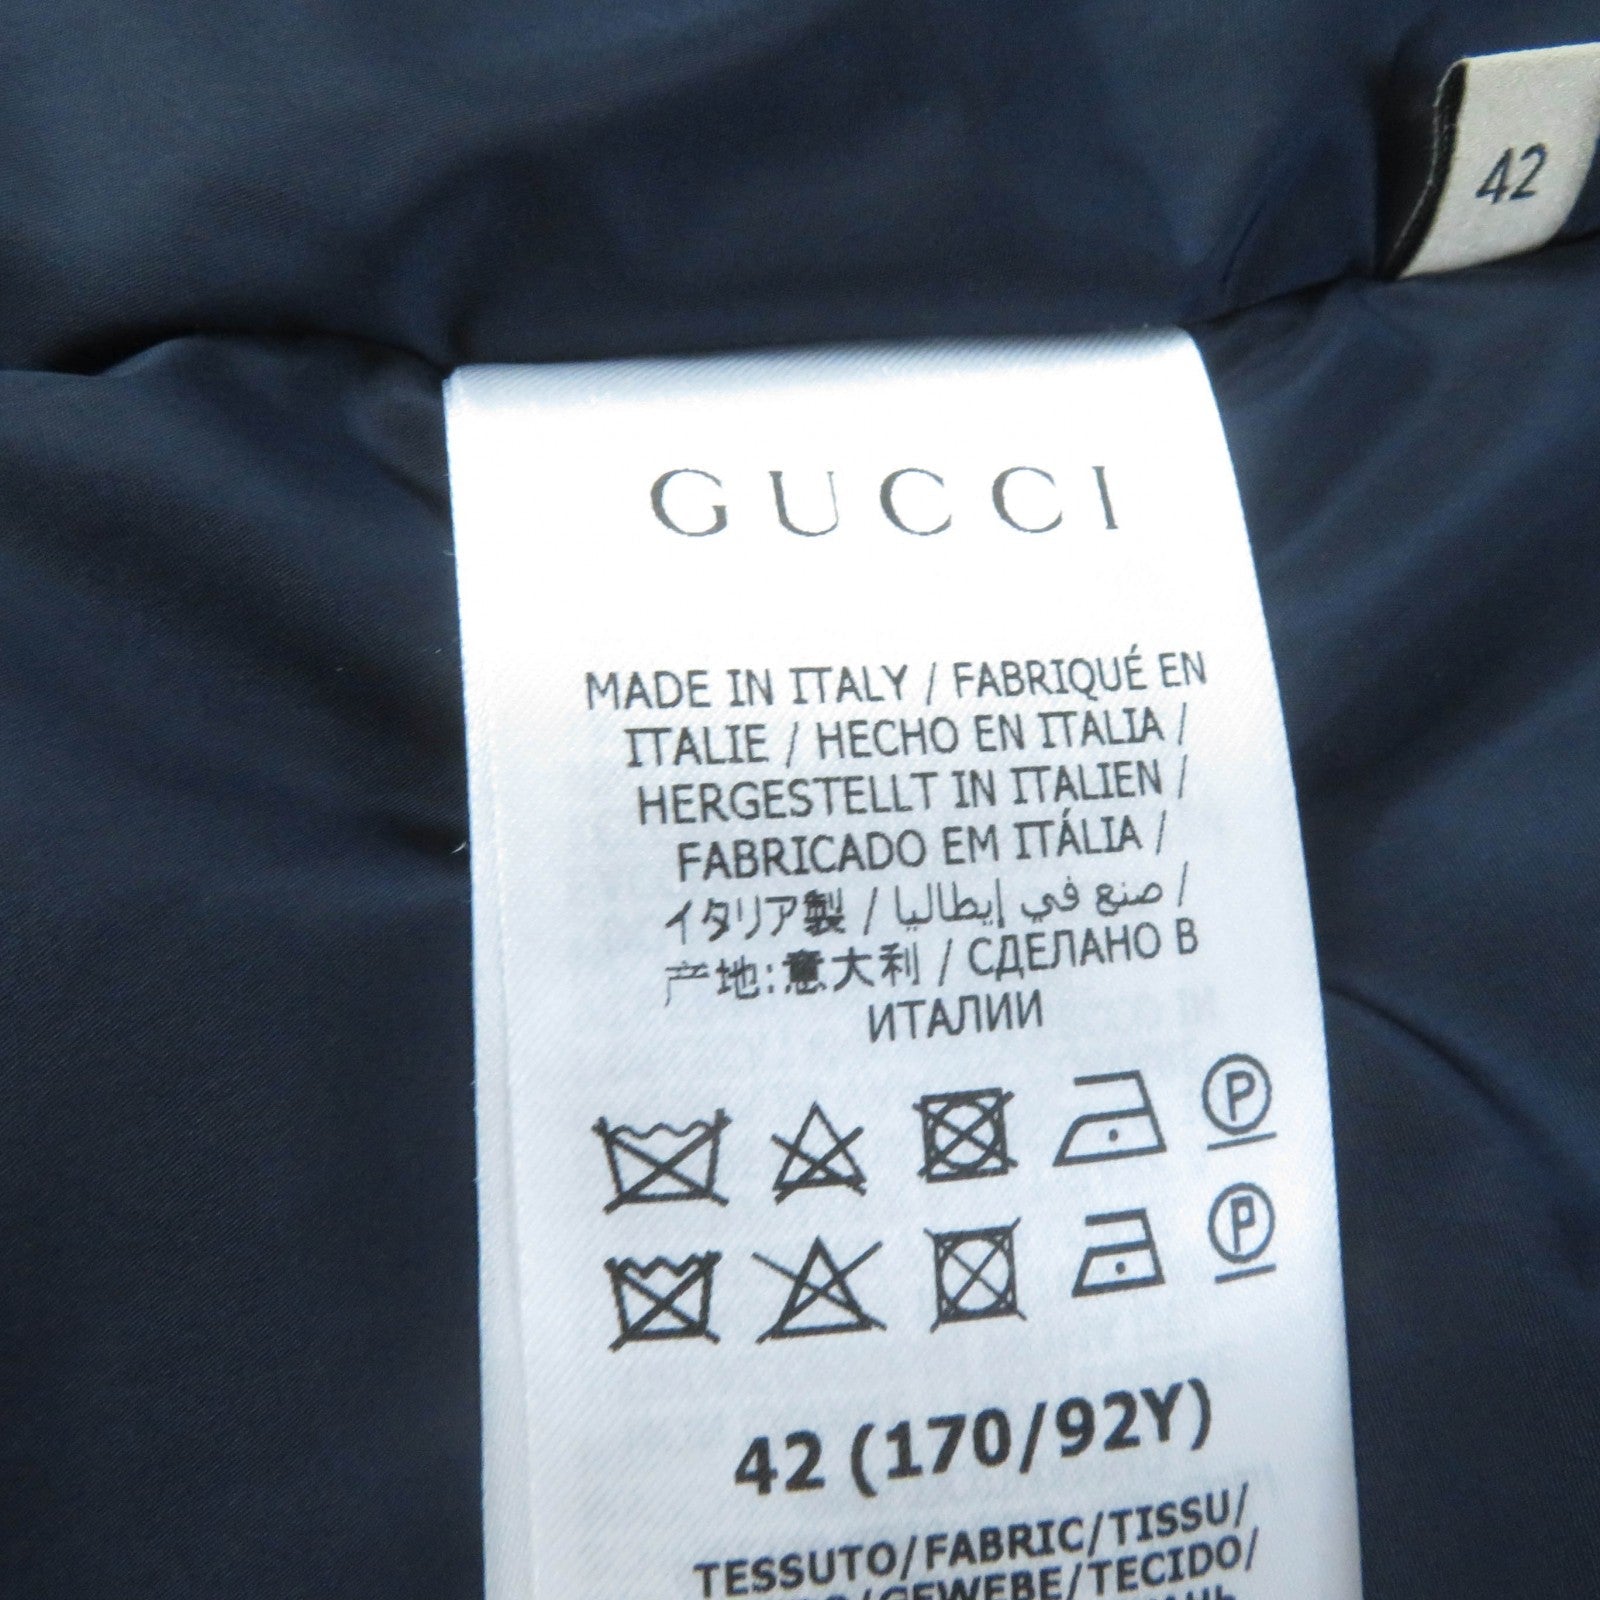 42
GUCCI
MADE IN ITALY / FABRIQUÉ EN
ITALIE / HECHO EN ITALIA /
HERGESTELLT IN ITALIEN /
FABRICADO EM ITÁLIA /
イタリア製 / صنع في إيطاليا /
产地:意大利 / СДЕЛАНО В
ИТАЛИИ
P
P
42 (170/92Y)
TESSUTO/FABRIC/TISSU/
/GEWEBE/TECIDO/